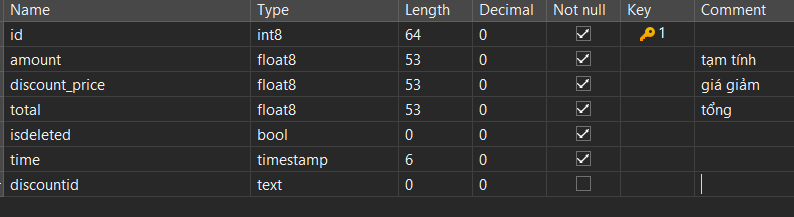 Name Type Length Decimal Not null Key Comment
id int8 64 0 1
amount float8 53 0 tạm tính
discount_price float8 53 0 giá giảm
total float8 53 0 tổng
isdeleted bool 0 0
time timestamp 6 0
discountid text 0 0